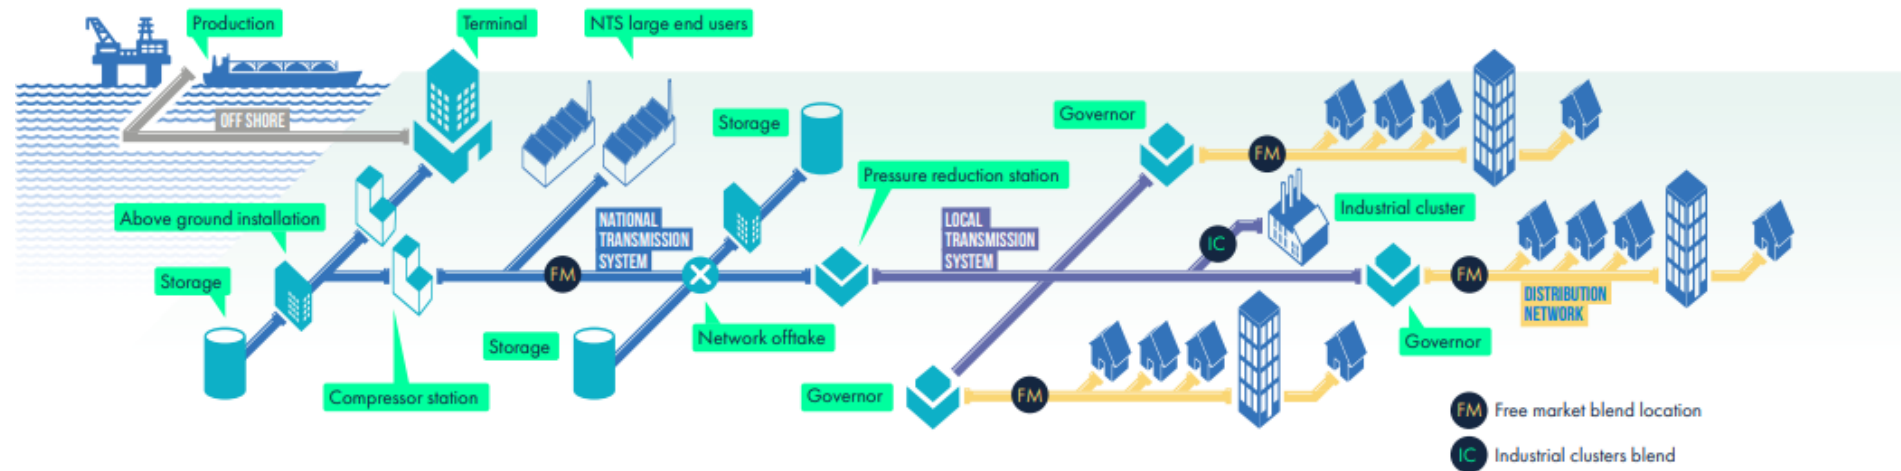 Production
Terminal
NTS large end users
OFF SHORE
Storage
Governor
FM
Pressure reduction station
Above ground installation
NATIONAL
TRANSMISSION
SYSTEM
LOCAL
TRANSMISSION
SYSTEM
IC
Industrial cluster
Storage
FM
FM
DISTRIBUTION
NETWORK
Storage
Network offtake
Governor
Compressor station
Governor
FM
FM Free market blend location
IC Industrial clusters blend